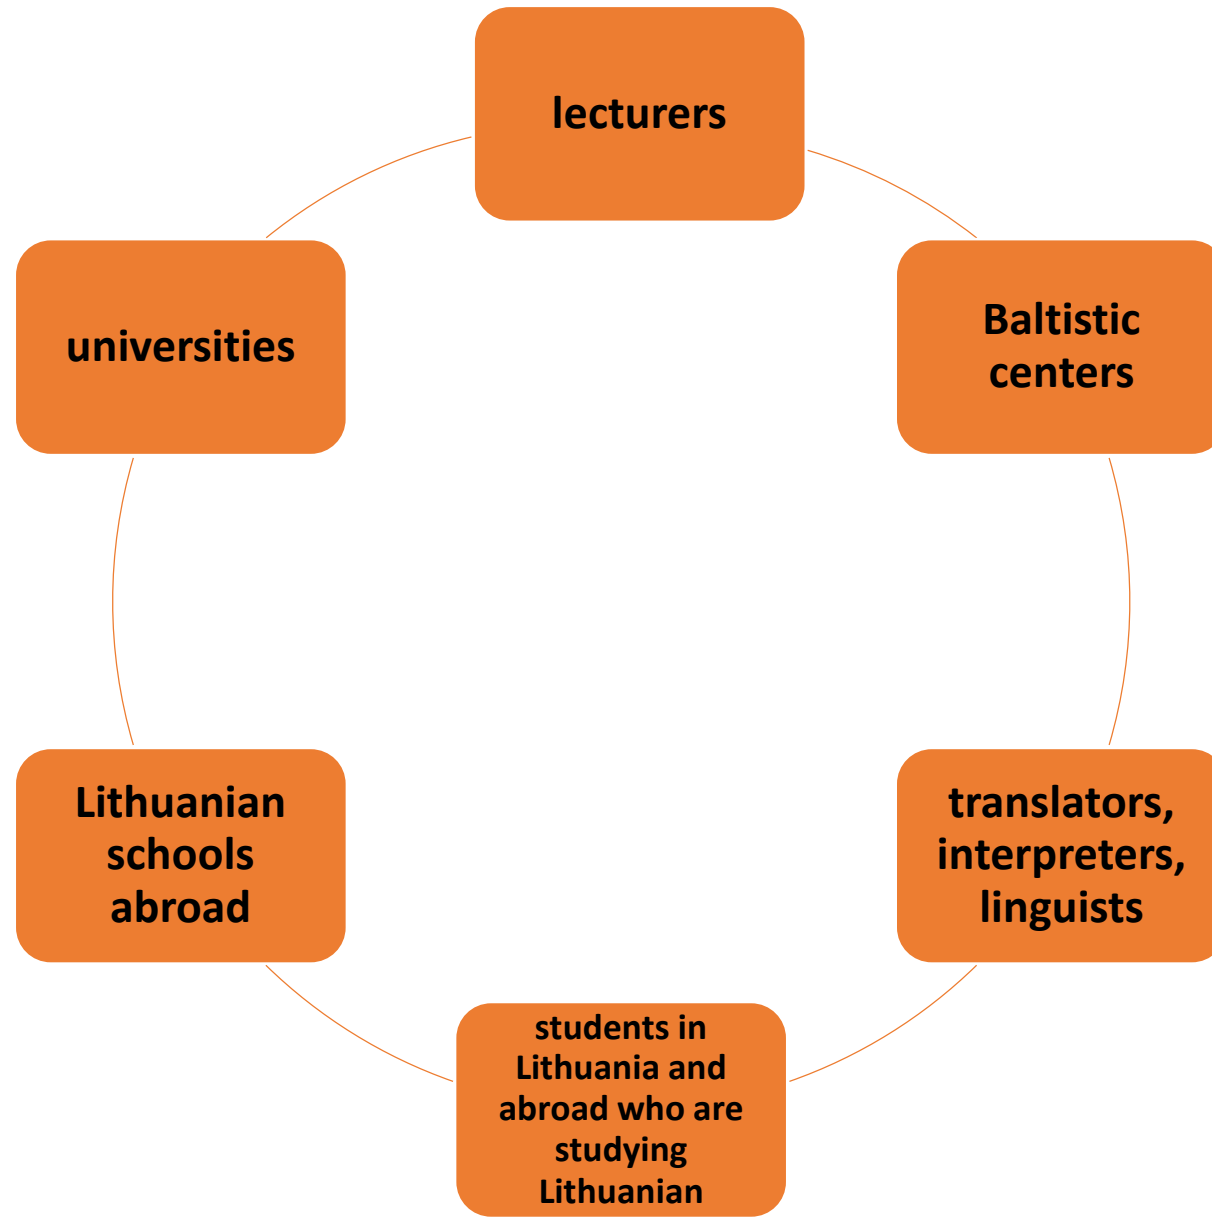 lecturers
Baltistic
centers
translators,
interpreters,
linguists
students in
Lithuania and
abroad who are
studying
Lithuanian
Lithuanian
schools
abroad
universities